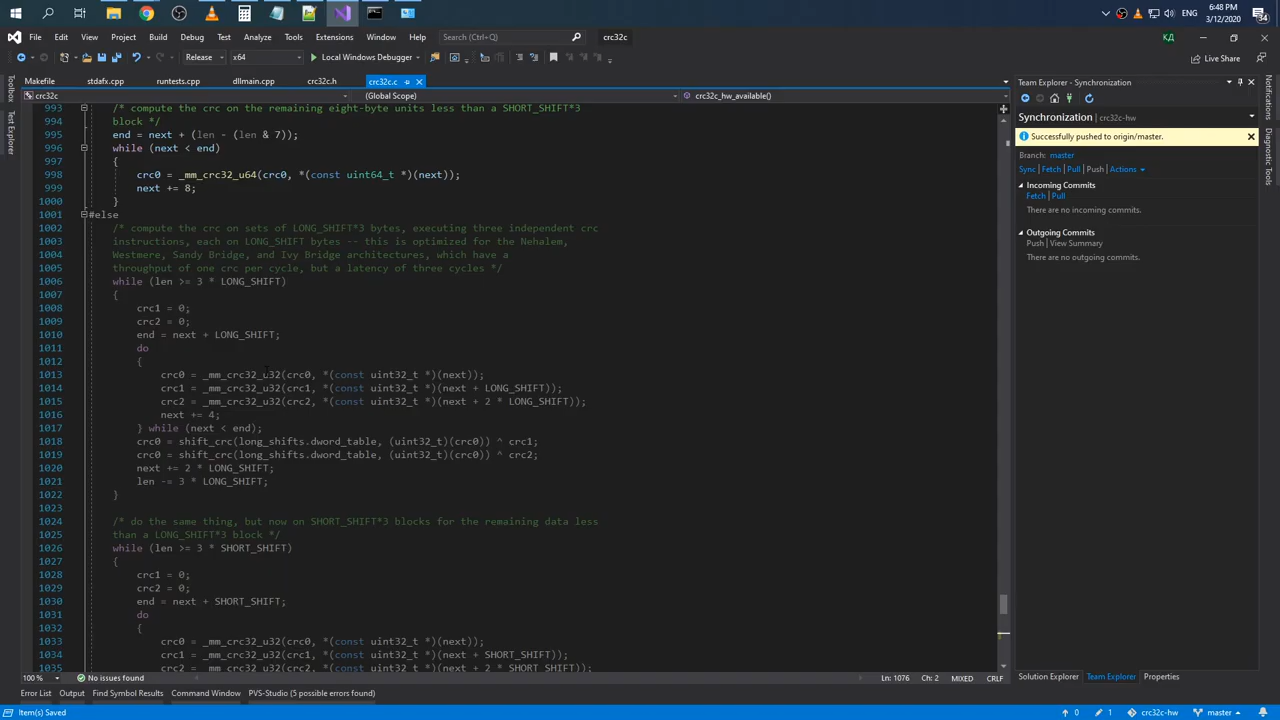 6:48 PM
ENG
3/12/2020
34
File Edit View Project Build Debug Test Analyze Tools Extensions Window Help
Search (Ctrl+Q)
crc32c
КД
Release x64 Local Windows Debugger
Live Share
Makefile stdafx.cpp runtests.cpp dllmain.cpp crc32c.h crc32c.c
crc32c (Global Scope) crc32c_hw_available()
Toolbox
Test Explorer
993 /* compute the crc on the remaining eight-byte units less than a SHORT_SHIFT*3
994 block */
995 end = next + (len - (len & 7));
996 while (next < end)
997 {
998 crc0 = _mm_crc32_u64(crc0, *(const uint64_t *)(next));
999 next += 8;
1000 }
1001 #else
1002 /* compute the crc on sets of LONG_SHIFT*3 bytes, executing three independent crc
1003 instructions, each on LONG_SHIFT bytes -- this is optimized for the Nehalem,
1004 Westmere, Sandy Bridge, and Ivy Bridge architectures, which have a
1005 throughput of one crc per cycle, but a latency of three cycles */
1006 while (len >= 3 * LONG_SHIFT)
1007 {
1008 crc1 = 0;
1009 crc2 = 0;
1010 end = next + LONG_SHIFT;
1011 do
1012 {
1013 crc0 = _mm_crc32_u32(crc0, *(const uint32_t *)(next));
1014 crc1 = _mm_crc32_u32(crc1, *(const uint32_t *)(next + LONG_SHIFT));
1015 crc2 = _mm_crc32_u32(crc2, *(const uint32_t *)(next + 2 * LONG_SHIFT));
1016 next += 4;
1017 } while (next < end);
1018 crc0 = shift_crc(long_shifts.dword_table, (uint32_t)(crc0)) ^ crc1;
1019 crc0 = shift_crc(long_shifts.dword_table, (uint32_t)(crc0)) ^ crc2;
1020 next += 2 * LONG_SHIFT;
1021 len -= 3 * LONG_SHIFT;
1022 }
1023
1024 /* do the same thing, but now on SHORT_SHIFT*3 blocks for the remaining data less
1025 than a LONG_SHIFT*3 block */
1026 while (len >= 3 * SHORT_SHIFT)
1027 {
1028 crc1 = 0;
1029 crc2 = 0;
1030 end = next + SHORT_SHIFT;
1031 do
1032 {
1033 crc0 = _mm_crc32_u32(crc0, *(const uint32_t *)(next));
1034 crc1 = _mm_crc32_u32(crc1, *(const uint32_t *)(next + SHORT_SHIFT));
1035 crc2 = _mm_crc32_u32(crc2, *(const uint32_t *)(next + 2 * SHORT_SHIFT));
100 % No issues found Ln: 1076 Ch: 2 MIXED CRLF
Team Explorer - Synchronization
Synchronization | crc32c-hw
Successfully pushed to origin/master.
Branch: master
Sync | Fetch | Pull | Push | Actions
Incoming Commits
Fetch | Pull
There are no incoming commits.
Outgoing Commits
Push | View Summary
There are no outgoing commits.
Notifications
Diagnostic Tools
Solution Explorer Team Explorer Properties
Error List Output Find Symbol Results Command Window PVS-Studio (5 possible errors found)
Item(s) Saved 0 1 crc32c-hw master